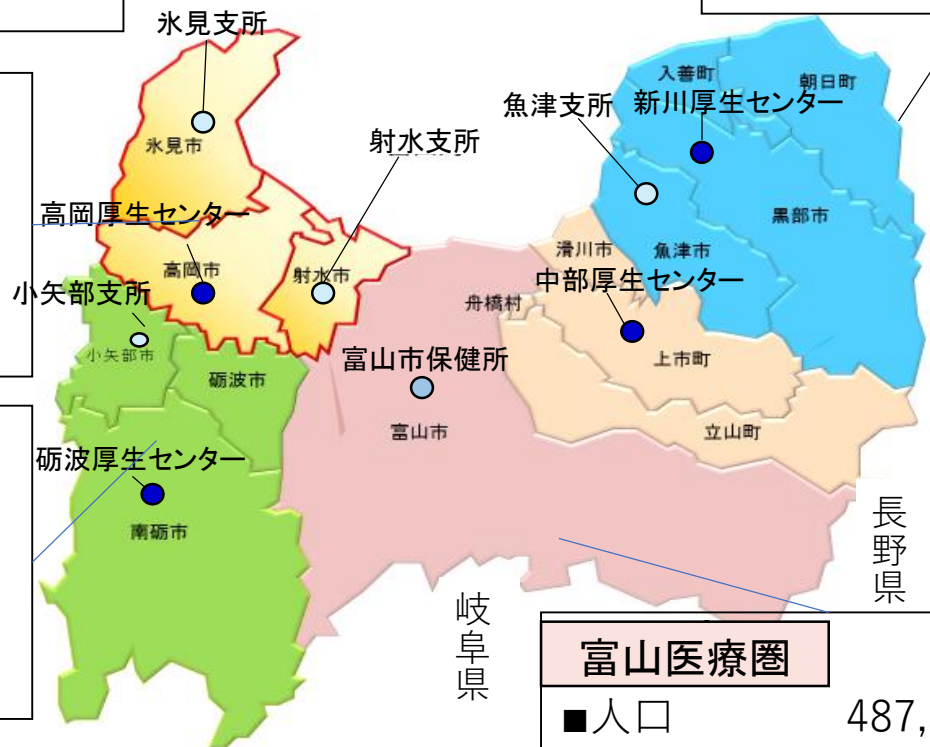 氷見支所
入善町
朝日町
魚津支所
新川厚生センター
氷見市
射水支所
高岡厚生センター
黒部市
滑川市
魚津市
高岡市
射水市
中部厚生センター
小矢部支所
舟橋村
小矢部市
富山市保健所
上市町
砺波市
富山市
立山町
砺波厚生センター
南砺市
長野県
岐阜県
富山医療圏
■人口 487,